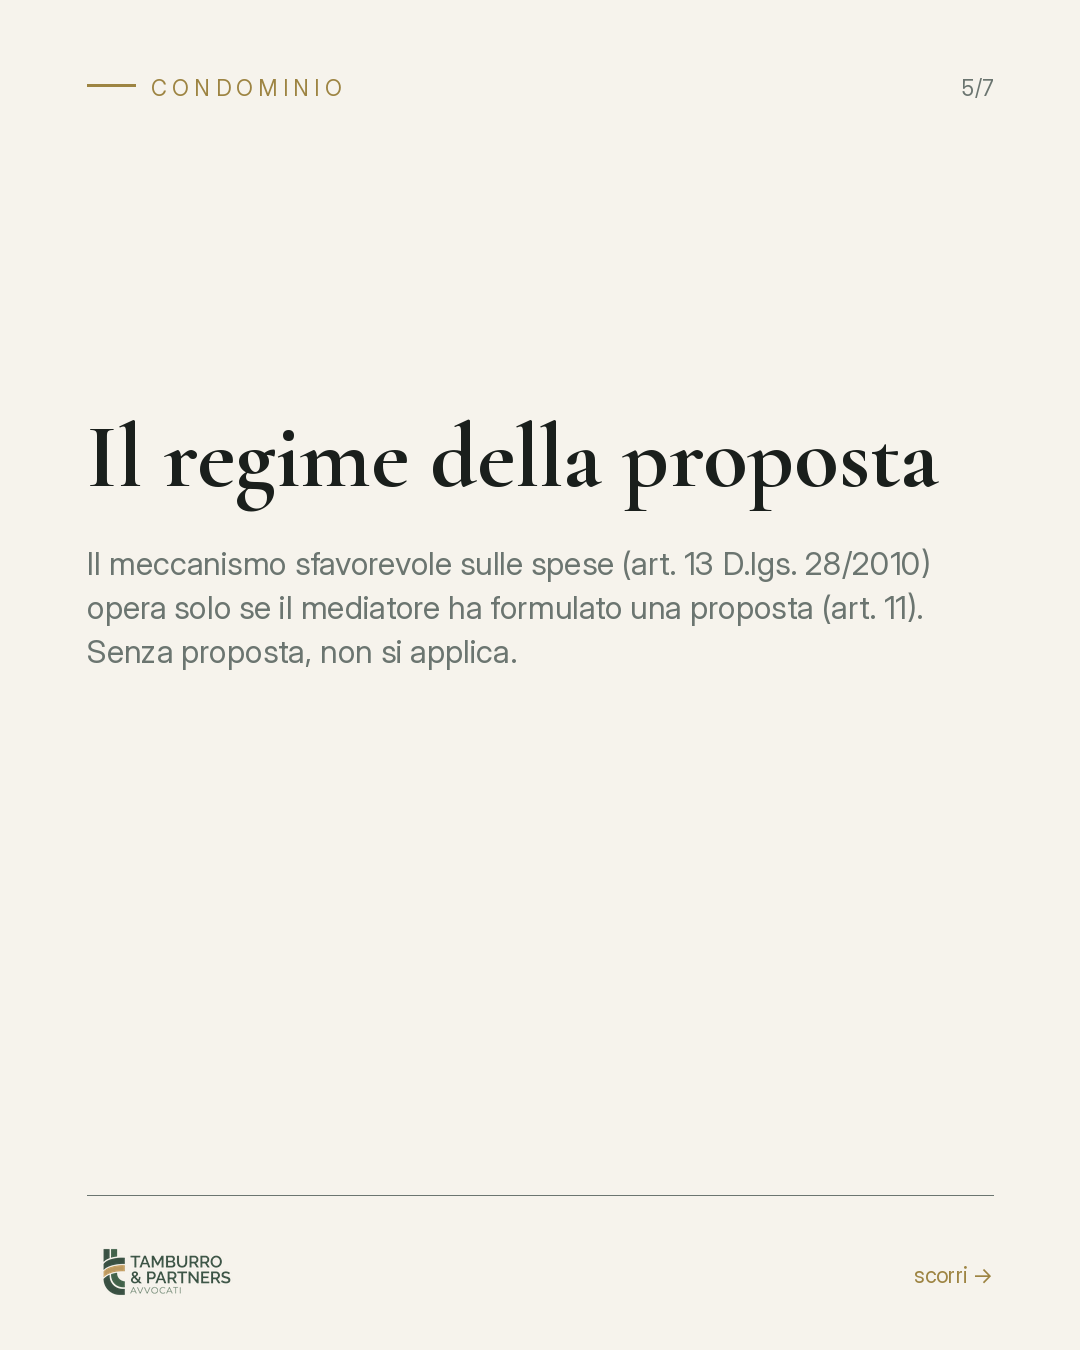 CONDOMINIO
5/7
Il regime della proposta
Il meccanismo sfavorevole sulle spese (art. 13 D.lgs. 28/2010)
opera solo se il mediatore ha formulato una proposta (art. 11).
Senza proposta, non si applica.
TAMBURRO
& PARTNERS
AVVOCATI
scorri →